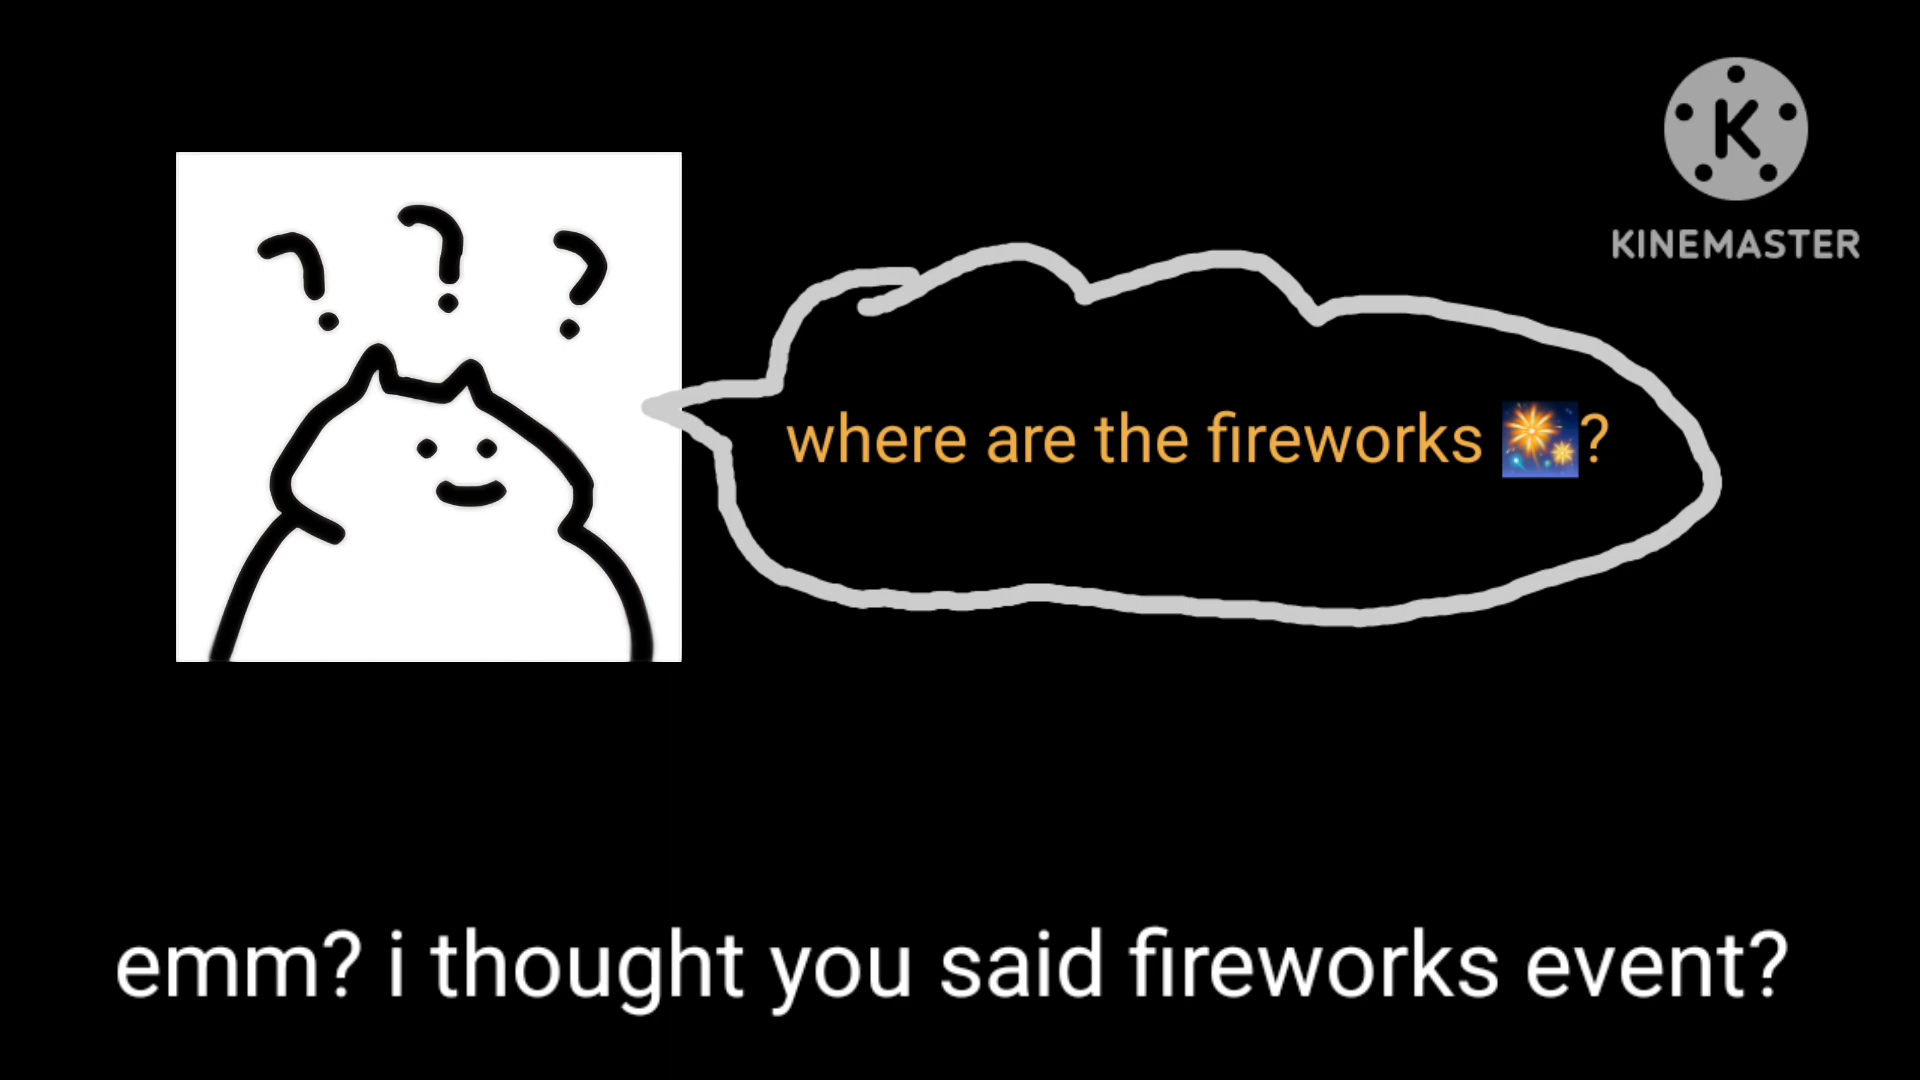 ? ? ?
K
KINEMASTER
where are the fireworks 🎇?
emm? i thought you said fireworks event?